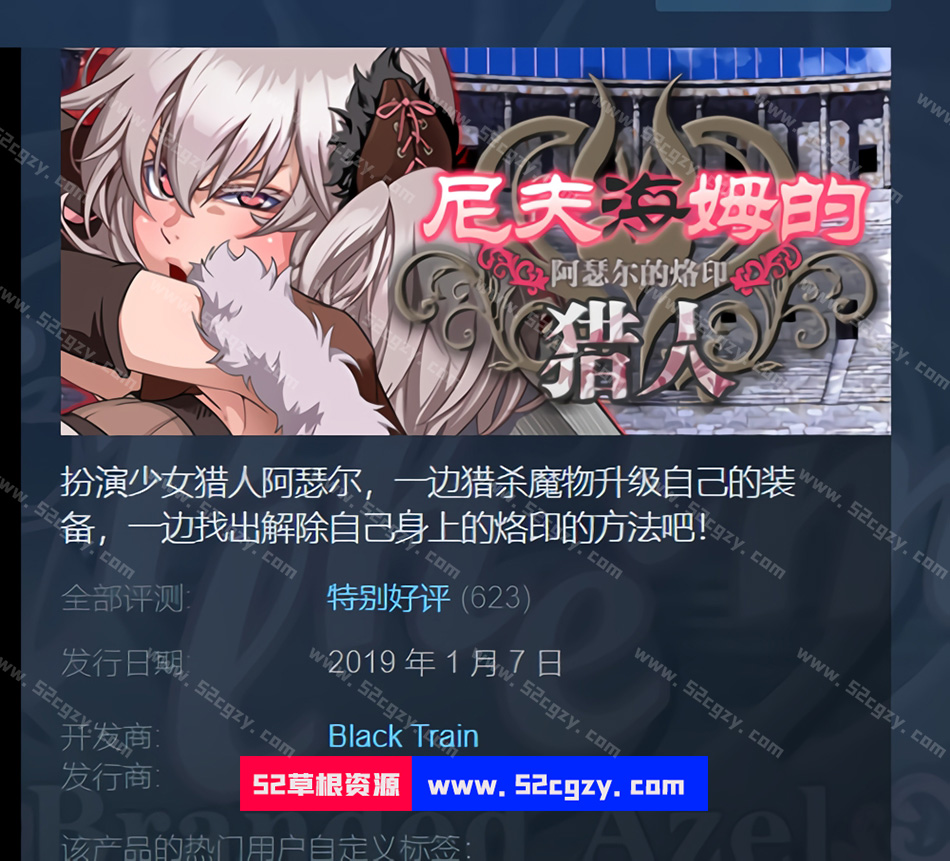 尼夫海姆的
阿瑟尔的烙印
猎人
扮演少女猎人阿瑟尔，一边猎杀魔物升级自己的装
备，一边找出解除自己身上的烙印的方法吧！
全部评测:
特别好评 (623)
发行日期:
2019 年 1 月 7 日
开发商:
Black Train
发行商:
52草根资源
www.52cgzy.com
该产品的热门用户自定义标签:
Branded Azel
www.52cgzy.com